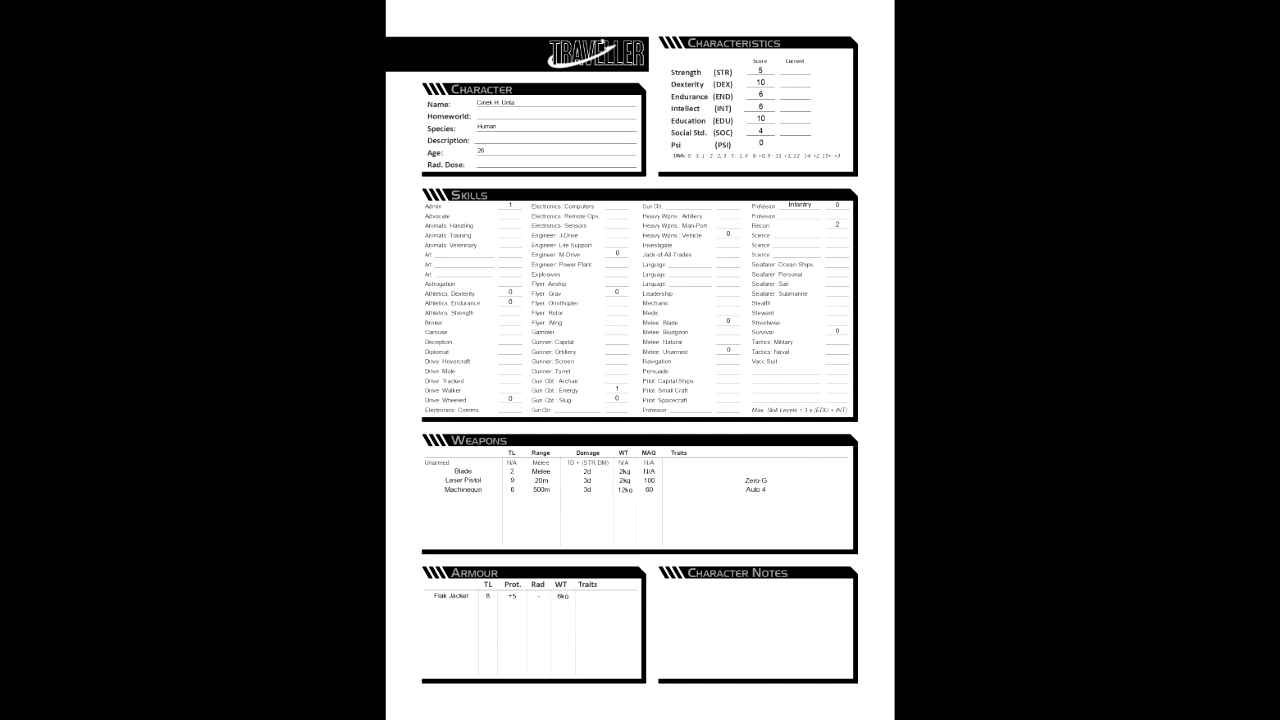 TRAVELLER
CHARACTERISTICS
Score Current
Strength (STR) 5
Dexterity (DEX) 10
Endurance (END) 6
Intellect (INT) 6
Education (EDU) 10
Social Std. (SOC) 4
Psi (PSI) 0
CHARACTER
Name:
Homeworld:
Species: Human
Description:
Age: 26
Rad. Dose:
SKILLS
Admin 1
Advocate
Animals: Handling
Animals: Training
Animals: Veterinary
Art
Art
Art
Astrogation
Athletics: Dexterity 0
Athletics: Endurance 0
Athletics: Strength
Broker
Carouse
Deception
Diplomat
Drive: Hovercraft
Drive: Mole
Drive: Tracked
Drive: Walker
Drive: Wheeled 0
Electronics: Comms
Electronics: Computers
Electronics: Remote Ops
Electronics: Sensors
Engineer: J-Drive
Engineer: Life Support
Engineer: M-Drive 0
Engineer: Power Plant
Explosives
Flyer: Airship
Flyer: Grav 0
Flyer: Ornithopter
Flyer: Rotor
Flyer: Wing
Gambler
Gunner: Capital
Gunner: Ortillery
Gunner: Screen
Gunner: Turret
Gun Cbt.: Archaic
Gun Cbt.: Energy 1
Gun Cbt.: Slug 0
Gun Cbt:
Gun Cbt.
Heavy Wpns.: Artillery
Heavy Wpns.: Man-Port
Heavy Wpns.: Vehicle 0
Investigate
Jack-of-All-Trades
Language:
Language:
Language:
Leadership
Mechanic
Medic
Melee: Blade 0
Melee: Bludgeon
Melee: Natural
Melee: Unarmed 0
Navigation
Persuade
Pilot: Capital Ships
Pilot: Small Craft
Pilot: Spacecraft
Profession:
Profession: Infantry 0
Profession:
Recon 2
Science:
Science:
Science:
Seafarer: Ocean Ships
Seafarer: Personal
Seafarer: Sail
Seafarer: Submarine
Stealth
Steward
Streetwise
Survival 0
Tactics: Military
Tactics: Naval
Vacc Suit
Max. Skill Levels = 3 x (EDU + INT)
WEAPONS
TL Range Damage WT MAG Traits
Unarmed N/A Melee 1D + (STR DM) N/A N/A
Blade 2 Melee 2d 2kg N/A
Laser Pistol 9 20m 3d 2kg 100 Zero-G
Machinegun 6 500m 3d 12kg 60 Auto 4
ARMOUR
TL Prot. Rad WT Traits
Flak Jacket 8 +5 - 6kg
CHARACTER NOTES